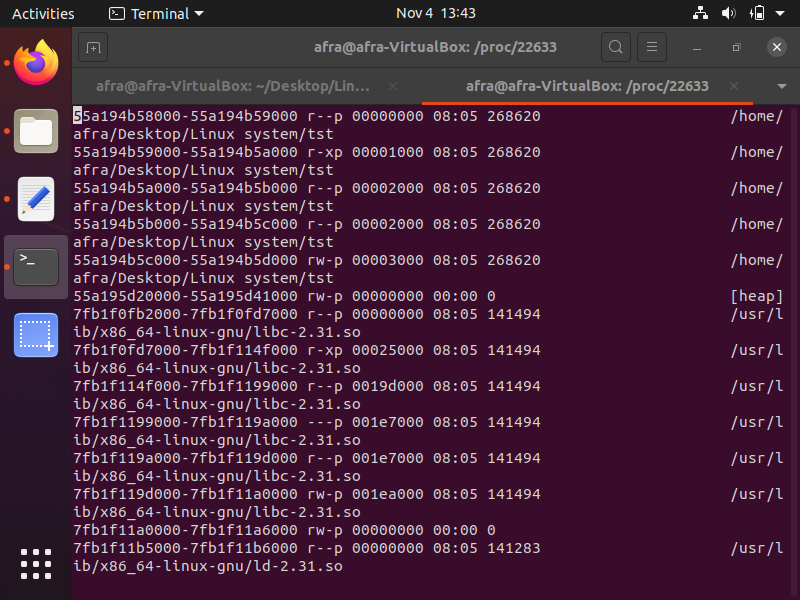 Activities Terminal Nov 4 13:43
afra@afra-VirtualBox: /proc/22633
afra@afra-VirtualBox: ~/Desktop/Lin... afra@afra-VirtualBox: /proc/22633
55a194b58000-55a194b59000 r--p 00000000 08:05 268620 /home/
afra/Desktop/Linux system/tst
55a194b59000-55a194b5a000 r-xp 00001000 08:05 268620 /home/
afra/Desktop/Linux system/tst
55a194b5a000-55a194b5b000 r--p 00002000 08:05 268620 /home/
afra/Desktop/Linux system/tst
55a194b5b000-55a194b5c000 r--p 00002000 08:05 268620 /home/
afra/Desktop/Linux system/tst
55a194b5c000-55a194b5d000 rw-p 00003000 08:05 268620 /home/
afra/Desktop/Linux system/tst
55a195d20000-55a195d41000 rw-p 00000000 00:00 0 [heap]
7fb1f0fb2000-7fb1f0fd7000 r--p 00000000 08:05 141494 /usr/l
ib/x86_64-linux-gnu/libc-2.31.so
7fb1f0fd7000-7fb1f114f000 r-xp 00025000 08:05 141494 /usr/l
ib/x86_64-linux-gnu/libc-2.31.so
7fb1f114f000-7fb1f1199000 r--p 0019d000 08:05 141494 /usr/l
ib/x86_64-linux-gnu/libc-2.31.so
7fb1f1199000-7fb1f119a000 ---p 001e7000 08:05 141494 /usr/l
ib/x86_64-linux-gnu/libc-2.31.so
7fb1f119a000-7fb1f119d000 r--p 001e7000 08:05 141494 /usr/l
ib/x86_64-linux-gnu/libc-2.31.so
7fb1f119d000-7fb1f11a0000 rw-p 001ea000 08:05 141494 /usr/l
ib/x86_64-linux-gnu/libc-2.31.so
7fb1f11a0000-7fb1f11a6000 rw-p 00000000 00:00 0
7fb1f11b5000-7fb1f11b6000 r--p 00000000 08:05 141283 /usr/l
ib/x86_64-linux-gnu/ld-2.31.so